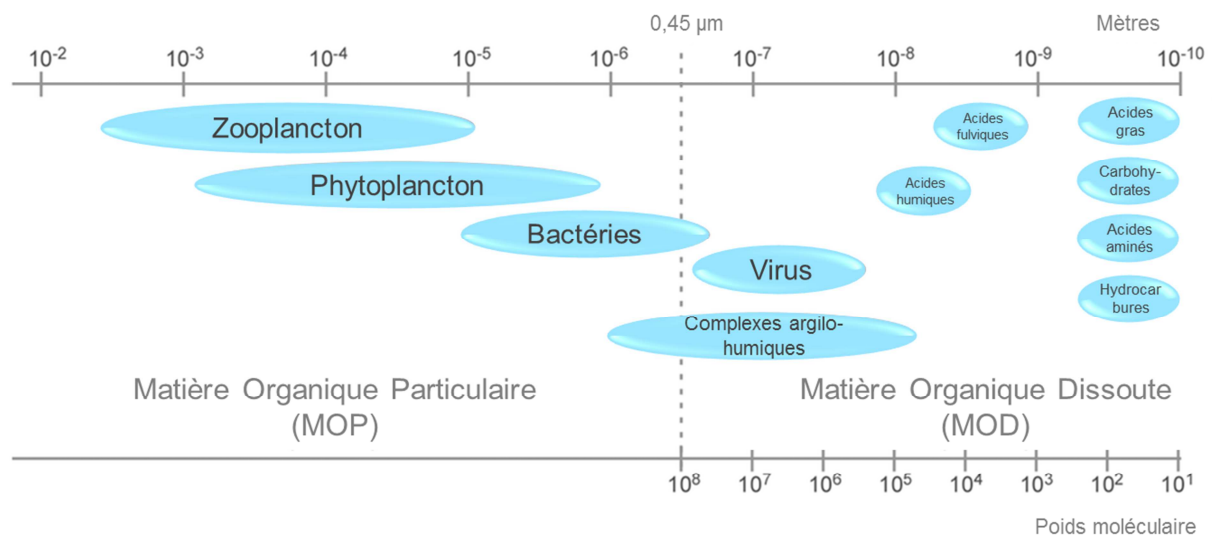 0,45 µm
Mètres
10-2 10-3 10-4 10-5 10-6 10-7 10-8 10-9 10-10
Zooplancton
Acides
fulviques
Acides
gras
Phytoplancton
Acides
humiques
Carbohy-
drates
Bactéries
Acides
aminés
Virus
Hydrocar
bures
Complexes argilo-
humiques
Matière Organique Particulaire
(MOP)
Matière Organique Dissoute
(MOD)
10⁸ 10⁷ 10⁶ 10⁵ 10⁴ 10³ 10² 10¹
Poids moléculaire